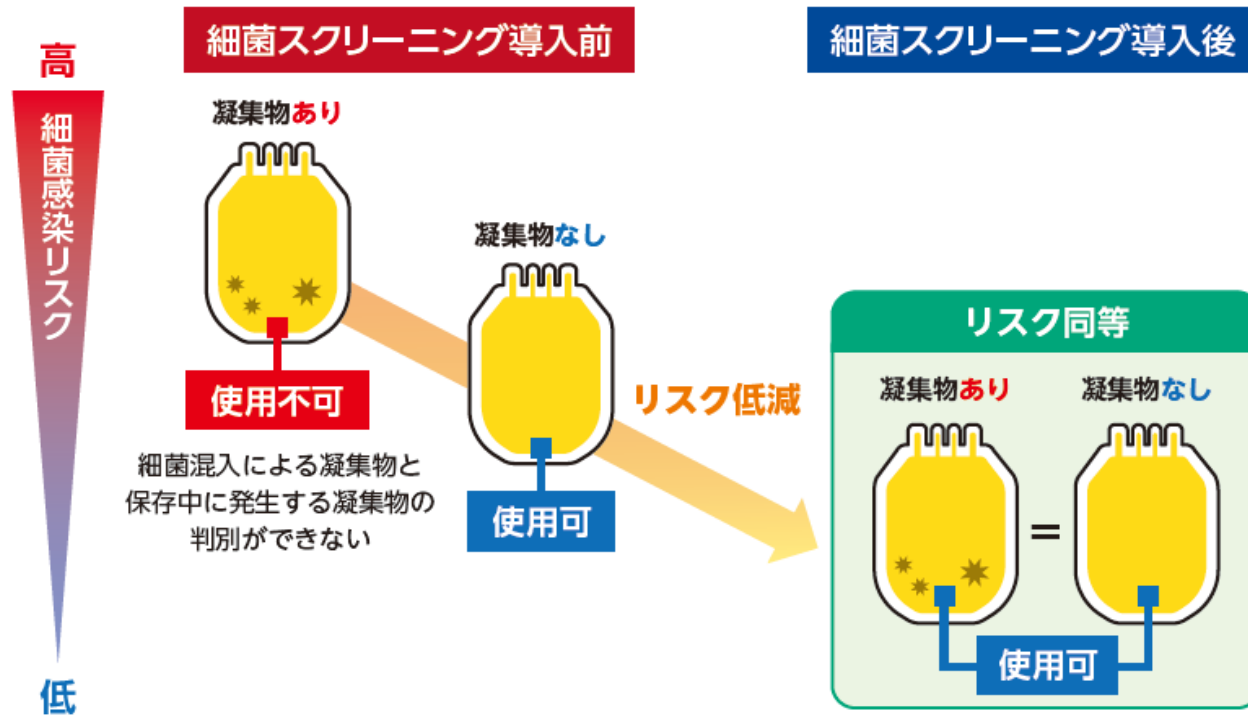 高
細菌感染リスク
低
細菌スクリーニング導入前
凝集物あり
使用不可
細菌混入による凝集物と
保存中に発生する凝集物の
判別ができない
凝集物なし
使用可
リスク低減
細菌スクリーニング導入後
リスク同等
凝集物あり
凝集物なし
=
使用可